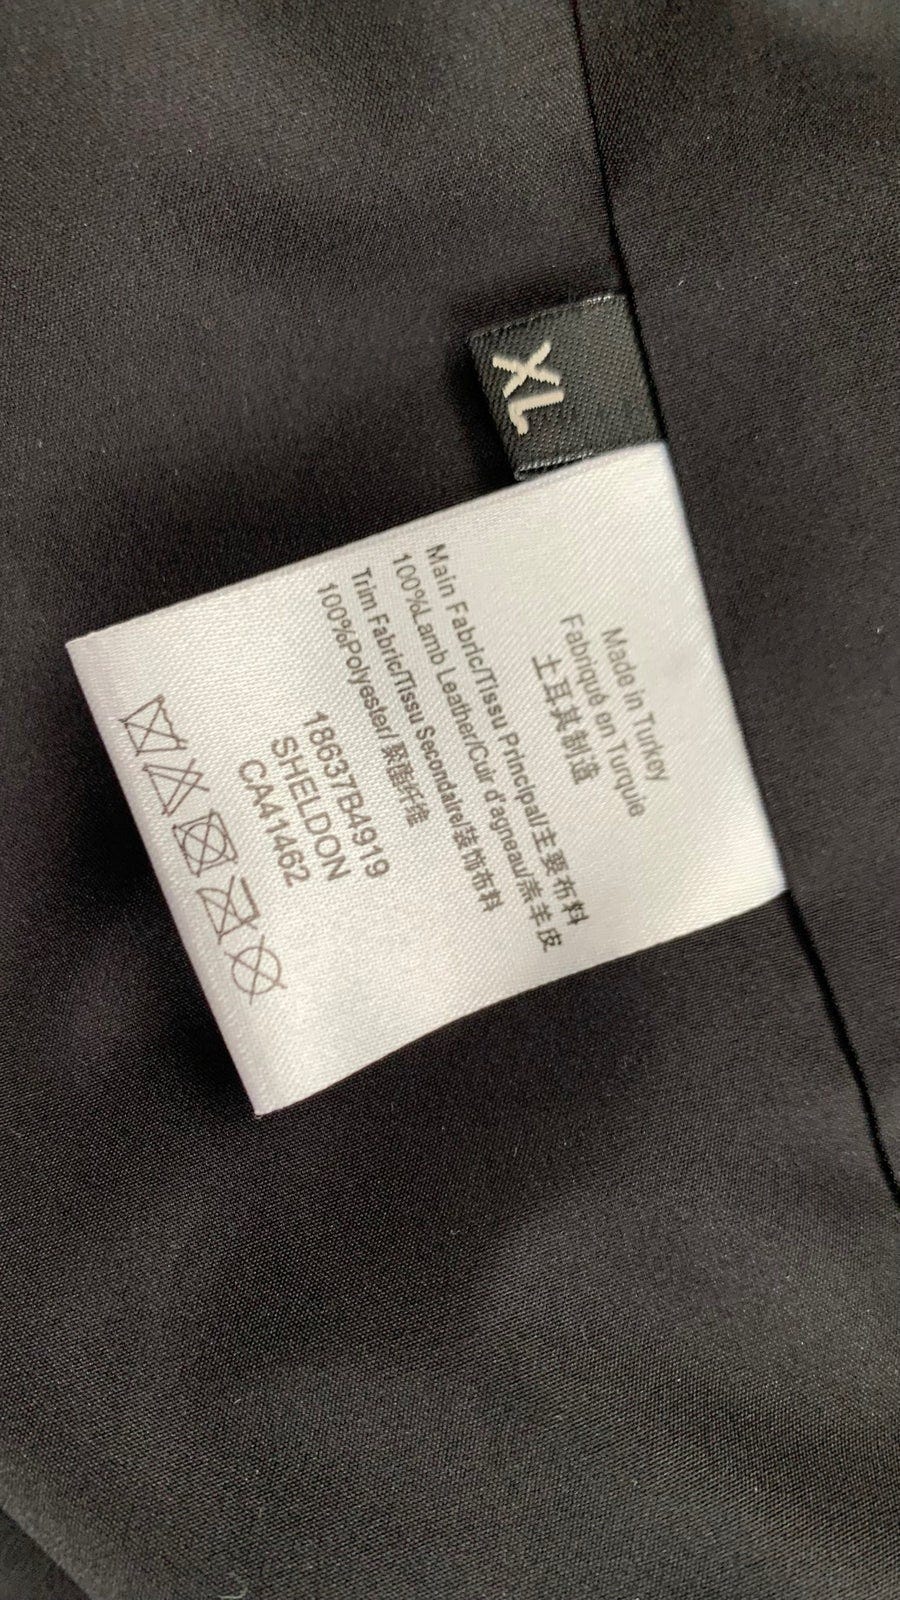 XL
Made in Turkey
Fabriqué en Turquie
土耳其制造
Main Fabric/Tissu Principal/主要布料
100%Lamb Leather/Cuir d'agneau/羔羊皮
Trim Fabric/Tissu Secondaire/装饰布料
100%Polyester/ 聚酯纤维
18637B4919
SHELDON
CA41462